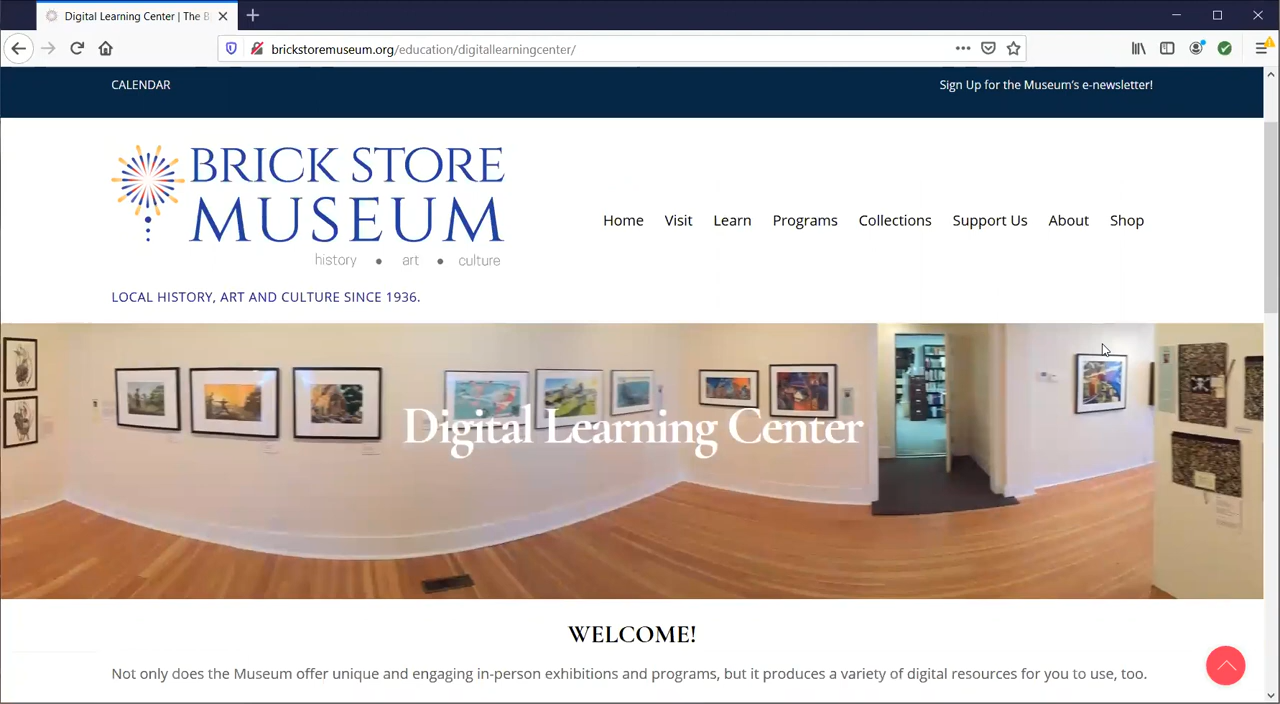 Digital Learning Center | The B
brickstoremuseum.org/education/digitallearningcenter/
CALENDAR
Sign Up for the Museum's e-newsletter!
BRICK STORE
MUSEUM
history • art • culture
Home Visit Learn Programs Collections Support Us About Shop
LOCAL HISTORY, ART AND CULTURE SINCE 1936.
Digital Learning Center
WELCOME!
Not only does the Museum offer unique and engaging in-person exhibitions and programs, but it produces a variety of digital resources for you to use, too.